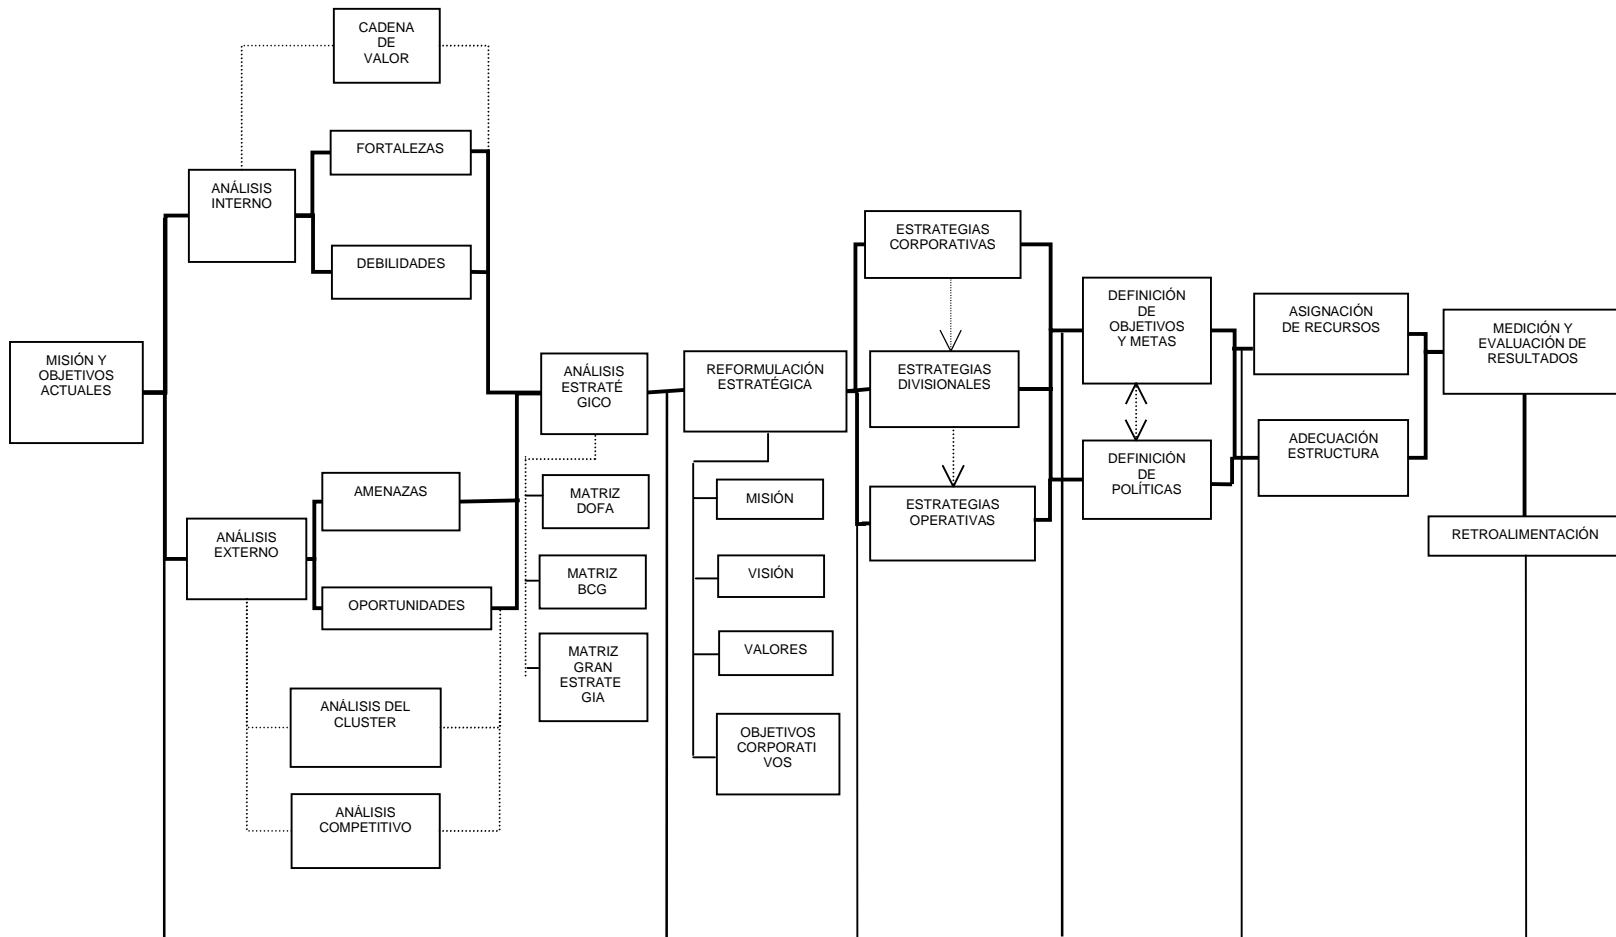 CADENA
DE
VALOR
FORTALEZAS
ANÁLISIS
INTERNO
DEBILIDADES
MISIÓN Y
OBJETIVOS
ACTUALES
AMENAZAS
ANÁLISIS
EXTERNO
OPORTUNIDADES
ANÁLISIS DEL
CLUSTER
ANÁLISIS
COMPETITIVO
ANÁLISIS
ESTRATÉ
GICO
MATRIZ
DOFA
MATRIZ
BCG
MATRIZ
GRAN
ESTRATE
GIA
REFORMULACIÓN
ESTRATÉGICA
MISIÓN
VISIÓN
VALORES
OBJETIVOS
CORPORATI
VOS
ESTRATEGIAS
CORPORATIVAS
ESTRATEGIAS
DIVISIONALES
ESTRATEGIAS
OPERATIVAS
DEFINICIÓN
DE
OBJETIVOS
Y METAS
DEFINICIÓN
DE
POLÍTICAS
ASIGNACIÓN
DE RECURSOS
ADECUACIÓN
ESTRUCTURA
MEDICIÓN Y
EVALUACIÓN DE
RESULTADOS
RETROALIMENTACIÓN